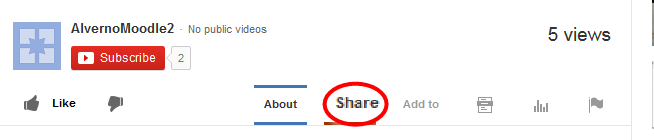 AlvernoMoodle2 · No public videos
5 views
Subscribe 2
Like About Share Add to